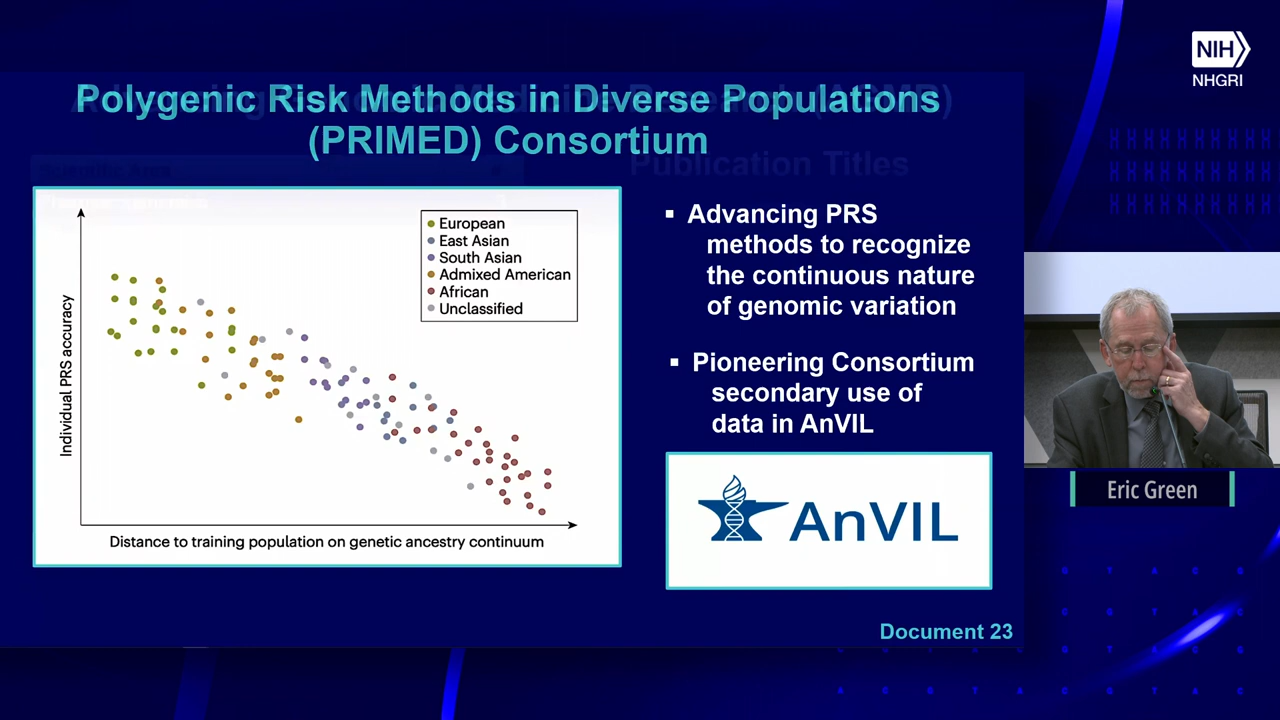 NIH
NHGRI
Polygenic Risk Methods in Diverse Populations
(PRIMED) Consortium
Publication Titles
Individual PRS accuracy
European
East Asian
South Asian
Admixed American
African
Unclassified
Distance to training population on genetic ancestry continuum
▪ Advancing PRS
methods to recognize
the continuous nature
of genomic variation
▪ Pioneering Consortium
secondary use of
data in AnVIL
AnVIL
Document 23
Eric Green